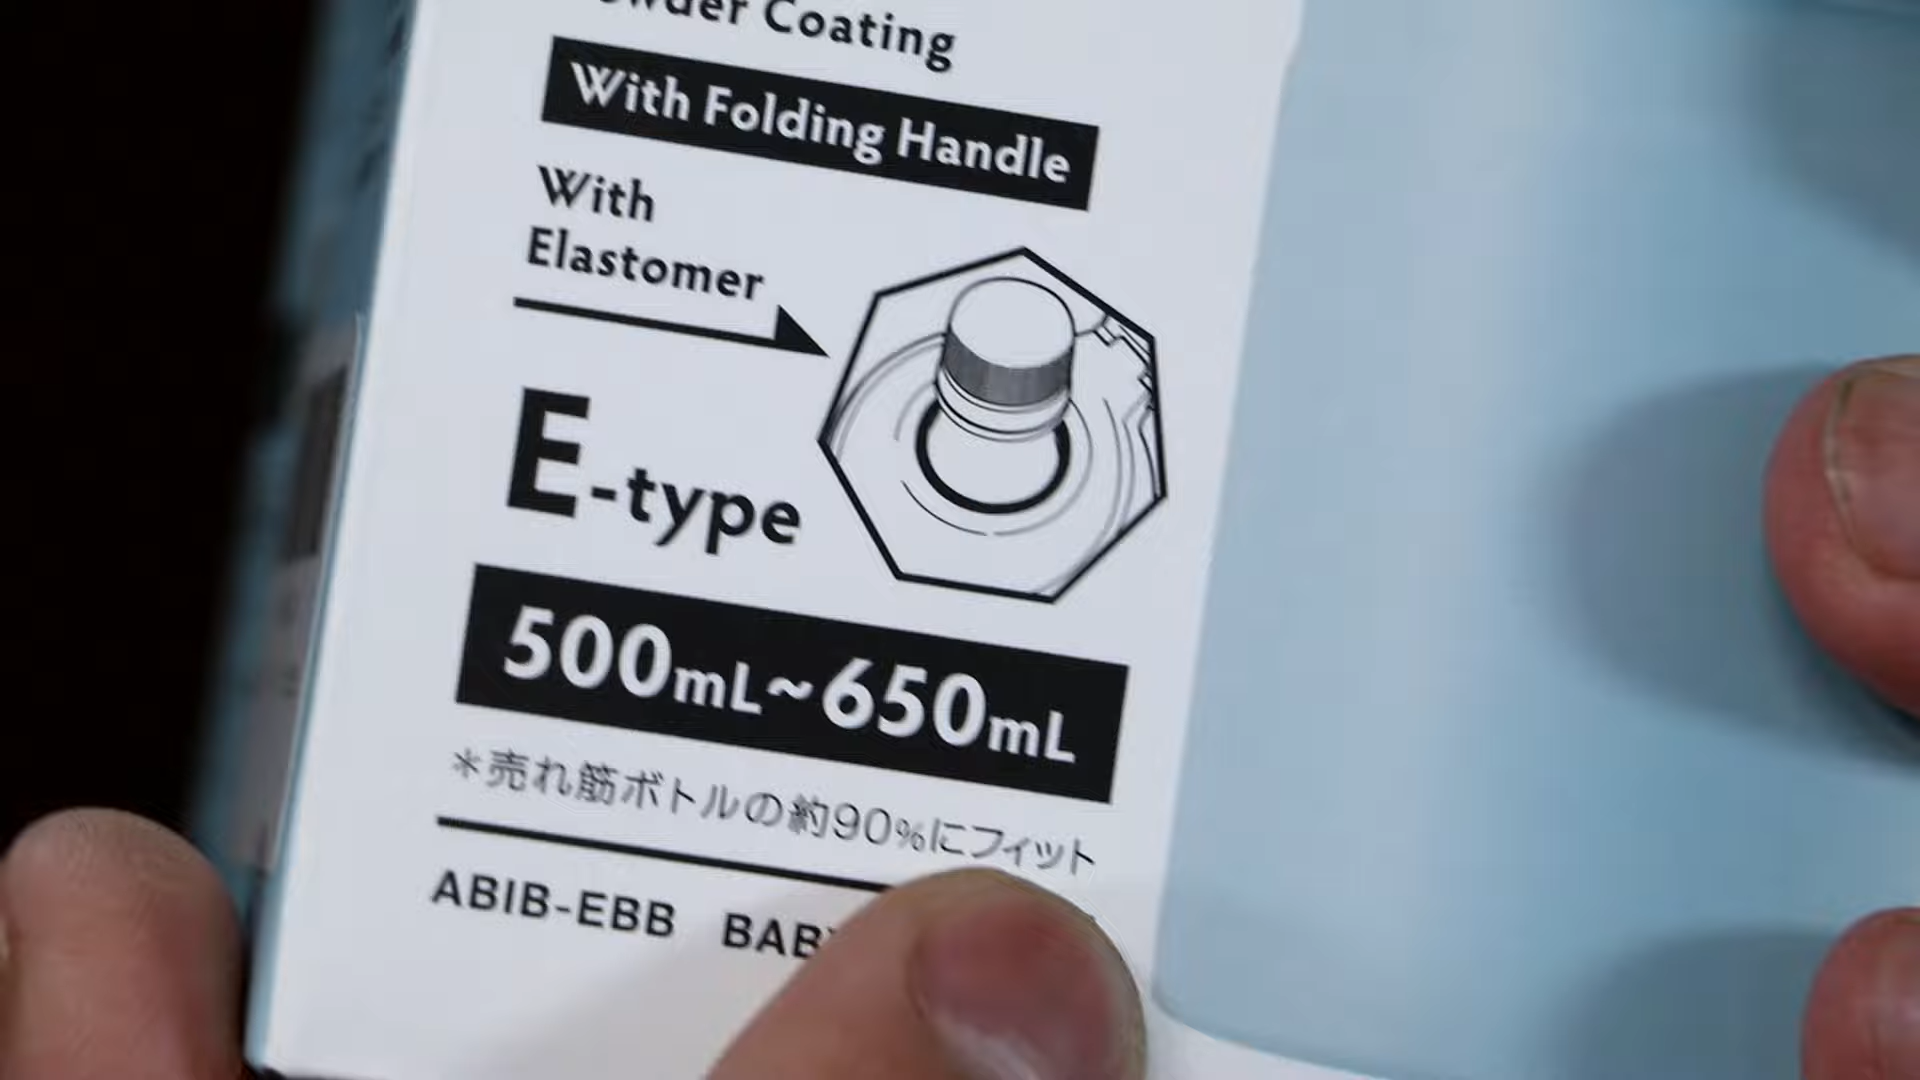 Coating
With Folding Handle
With
Elastomer
E-type
500mL~650mL
*売れ筋ボトルの約90%にフィット
ABIB-EBB